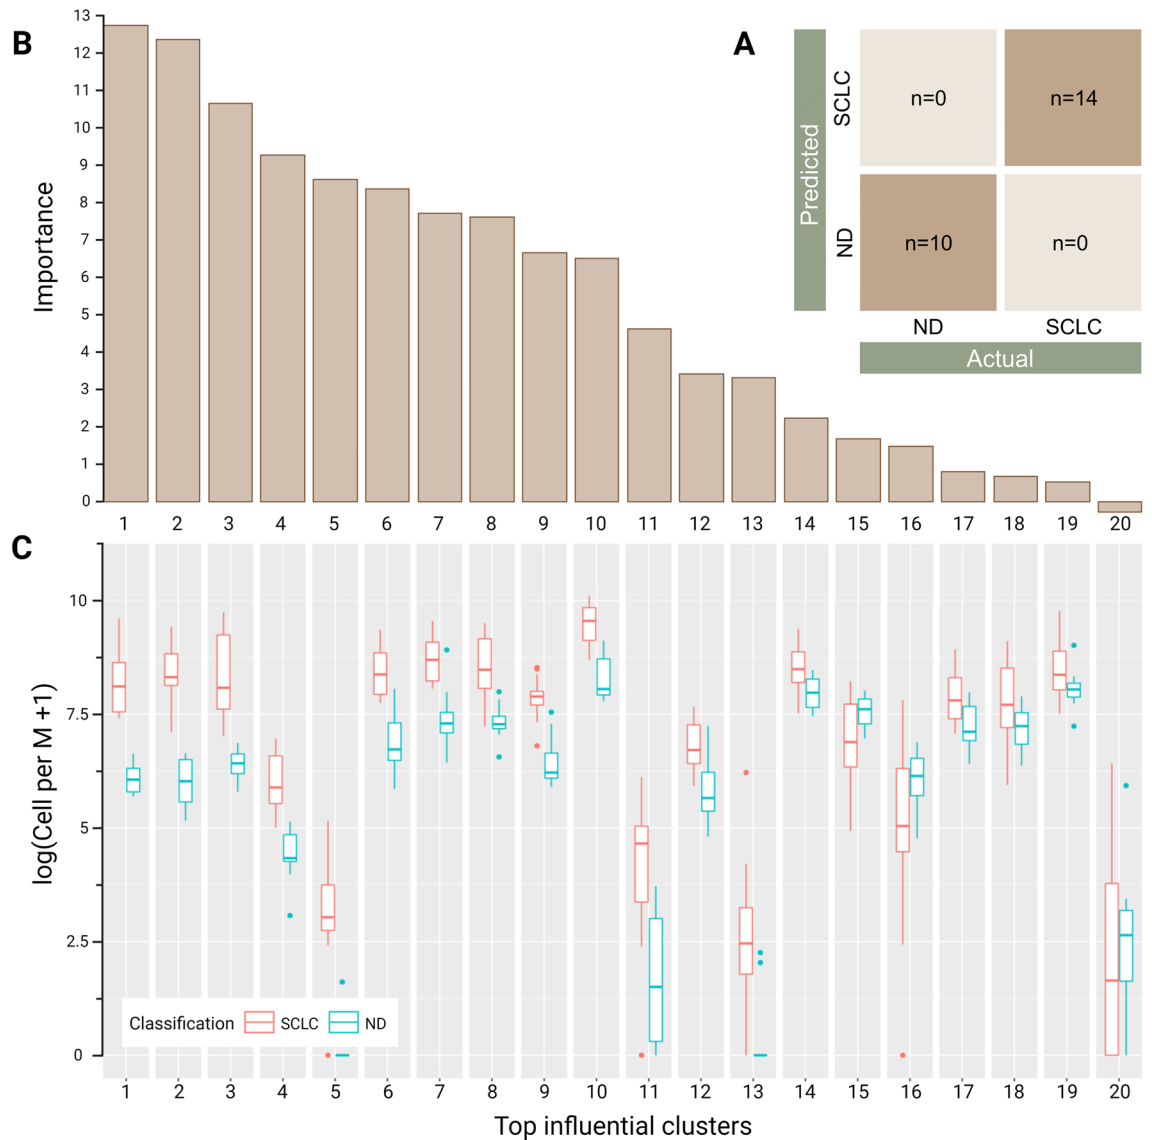 B
Importance
13
12
11
10
9
8
7
6
5
4
3
2
1
0
1 2 3 4 5 6 7 8 9 10 11 12 13 14 15 16 17 18 19 20
A
Predicted
SCLC
ND
n=0 n=14
n=10 n=0
ND SCLC
Actual
C
log(Cell per M +1)
10
7.5
5
2.5
0
Classification SCLC ND
1 2 3 4 5 6 7 8 9 10 11 12 13 14 15 16 17 18 19 20
Top influential clusters